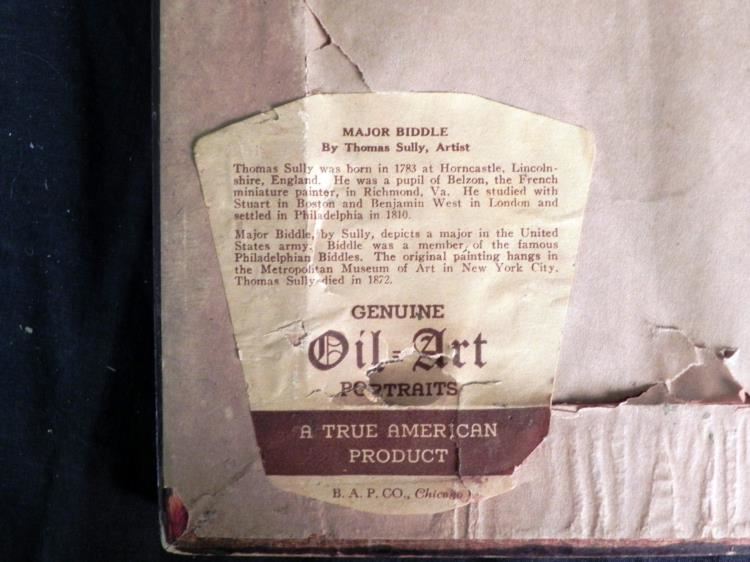 MAJOR BIDDLE
By Thomas Sully, Artist
Thomas Sully was born in 1783 at Horncastle, Lincoln-
shire, England. He was a pupil of Belzon, the French
miniature painter, in Richmond, Va. He studied with
Stuart in Boston and Benjamin West in London and
settled in Philadelphia in 1810.
Major Biddle, by Sully, depicts a major in the United
States army. Biddle was a member of the famous
Philadelphian Biddles. The original painting hangs in
the Metropolitan Museum of Art in New York City.
Thomas Sully died in 1872.
GENUINE
Oil-Art
PORTRAITS
A TRUE AMERICAN
PRODUCT
B. A. P. CO., Chicago